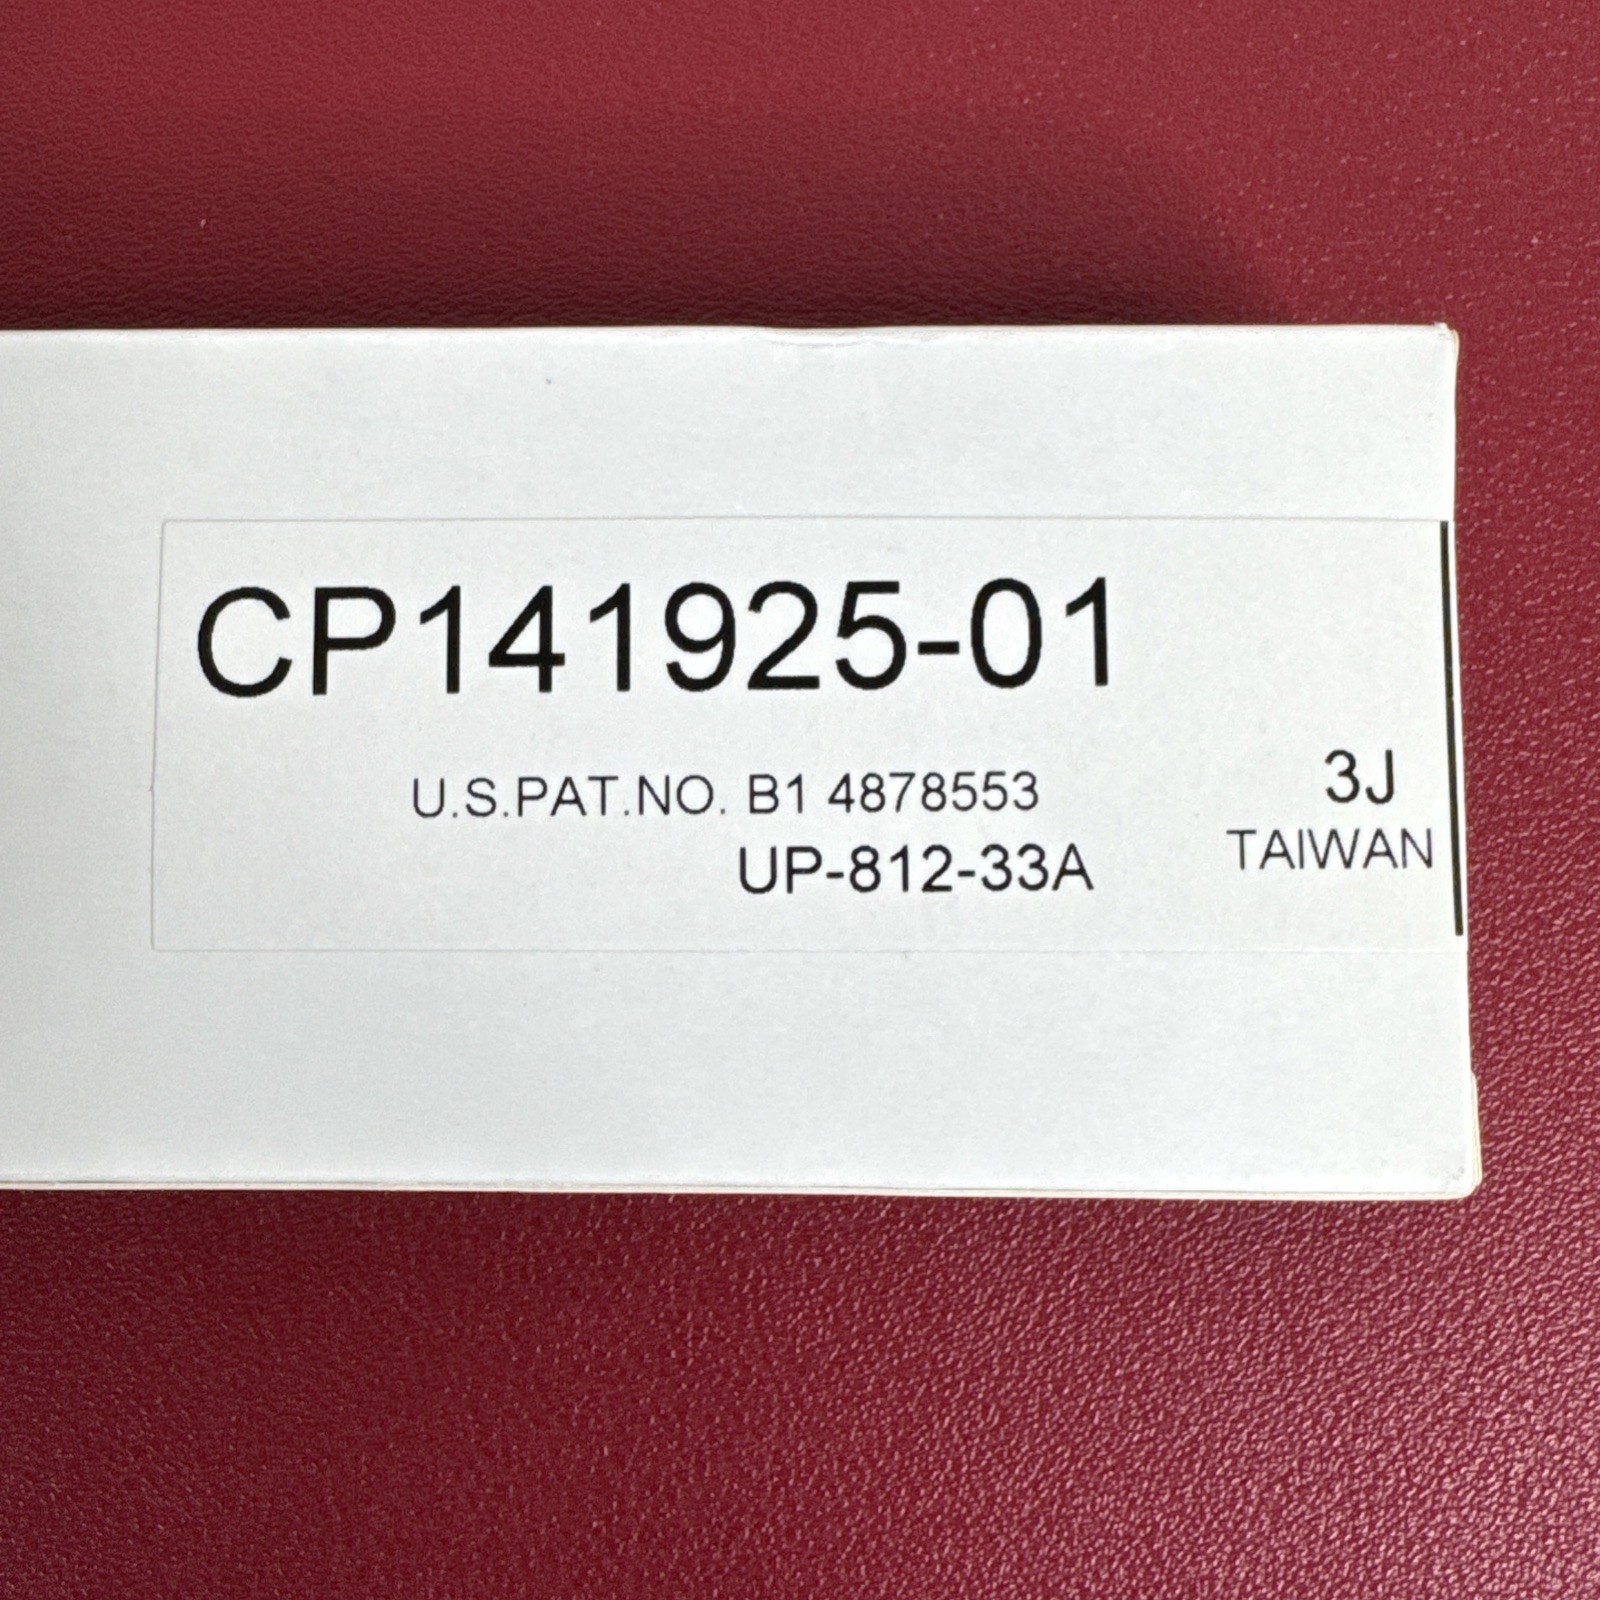 CP141925-01
U.S.PAT.NO. B1 4878553
3J
UP-812-33A
TAIWAN